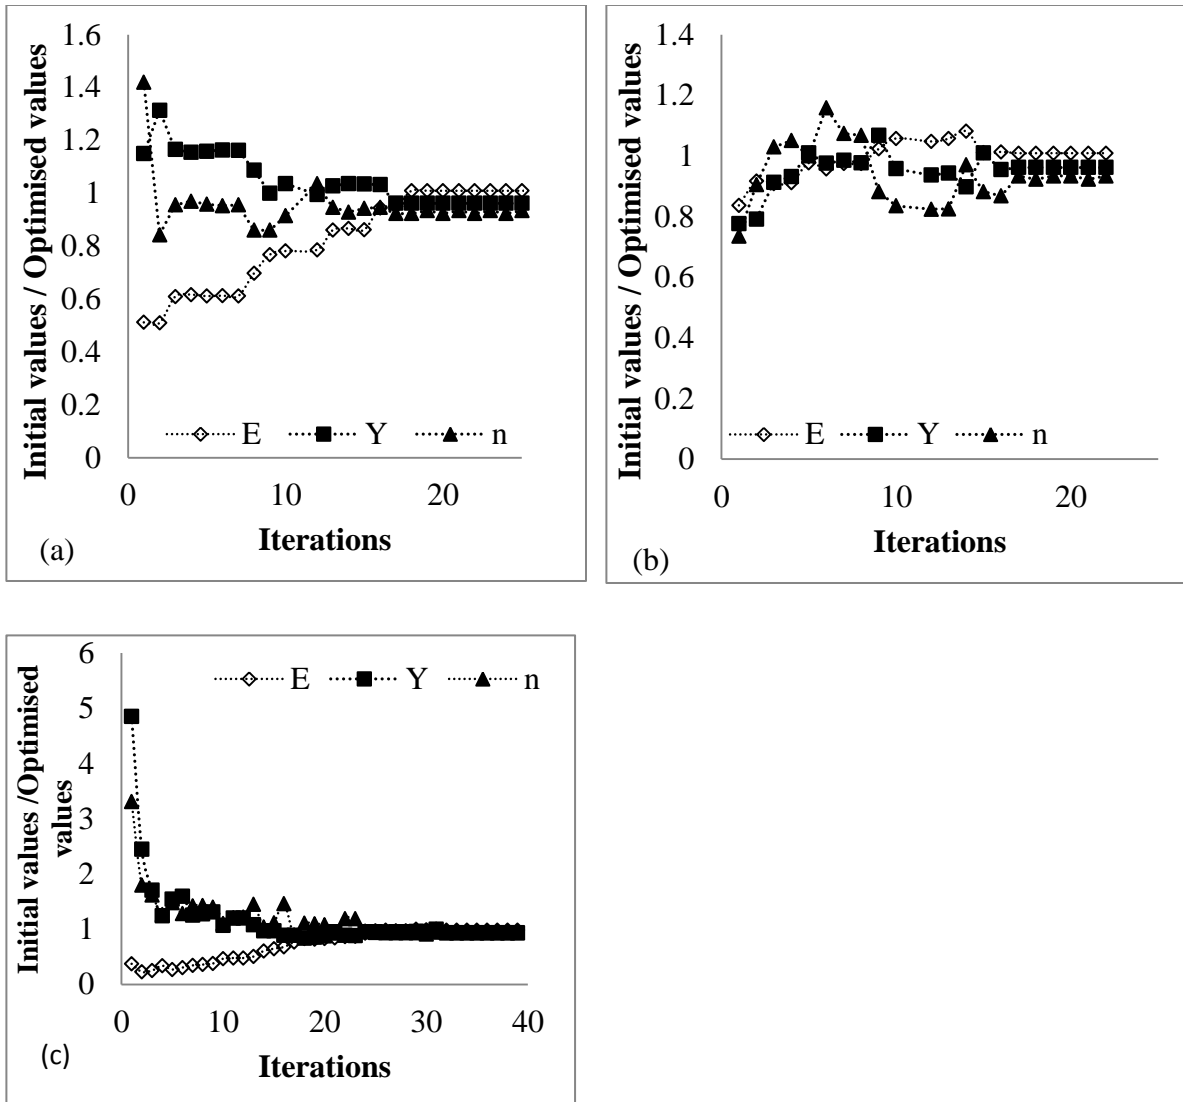 Initial values / Optimised values
1.6
1.4
1.2
1
0.8
0.6
0.4
0.2
0
E Y n
0 10 20
Iterations
(a)
Initial values / Optimised values
1.4
1.2
1
0.8
0.6
0.4
0.2
0
E Y n
0 10 20
Iterations
(b)
Initial values /Optimised
values
6
5
4
3
2
1
0
E Y n
0 10 20 30 40
Iterations
(c)